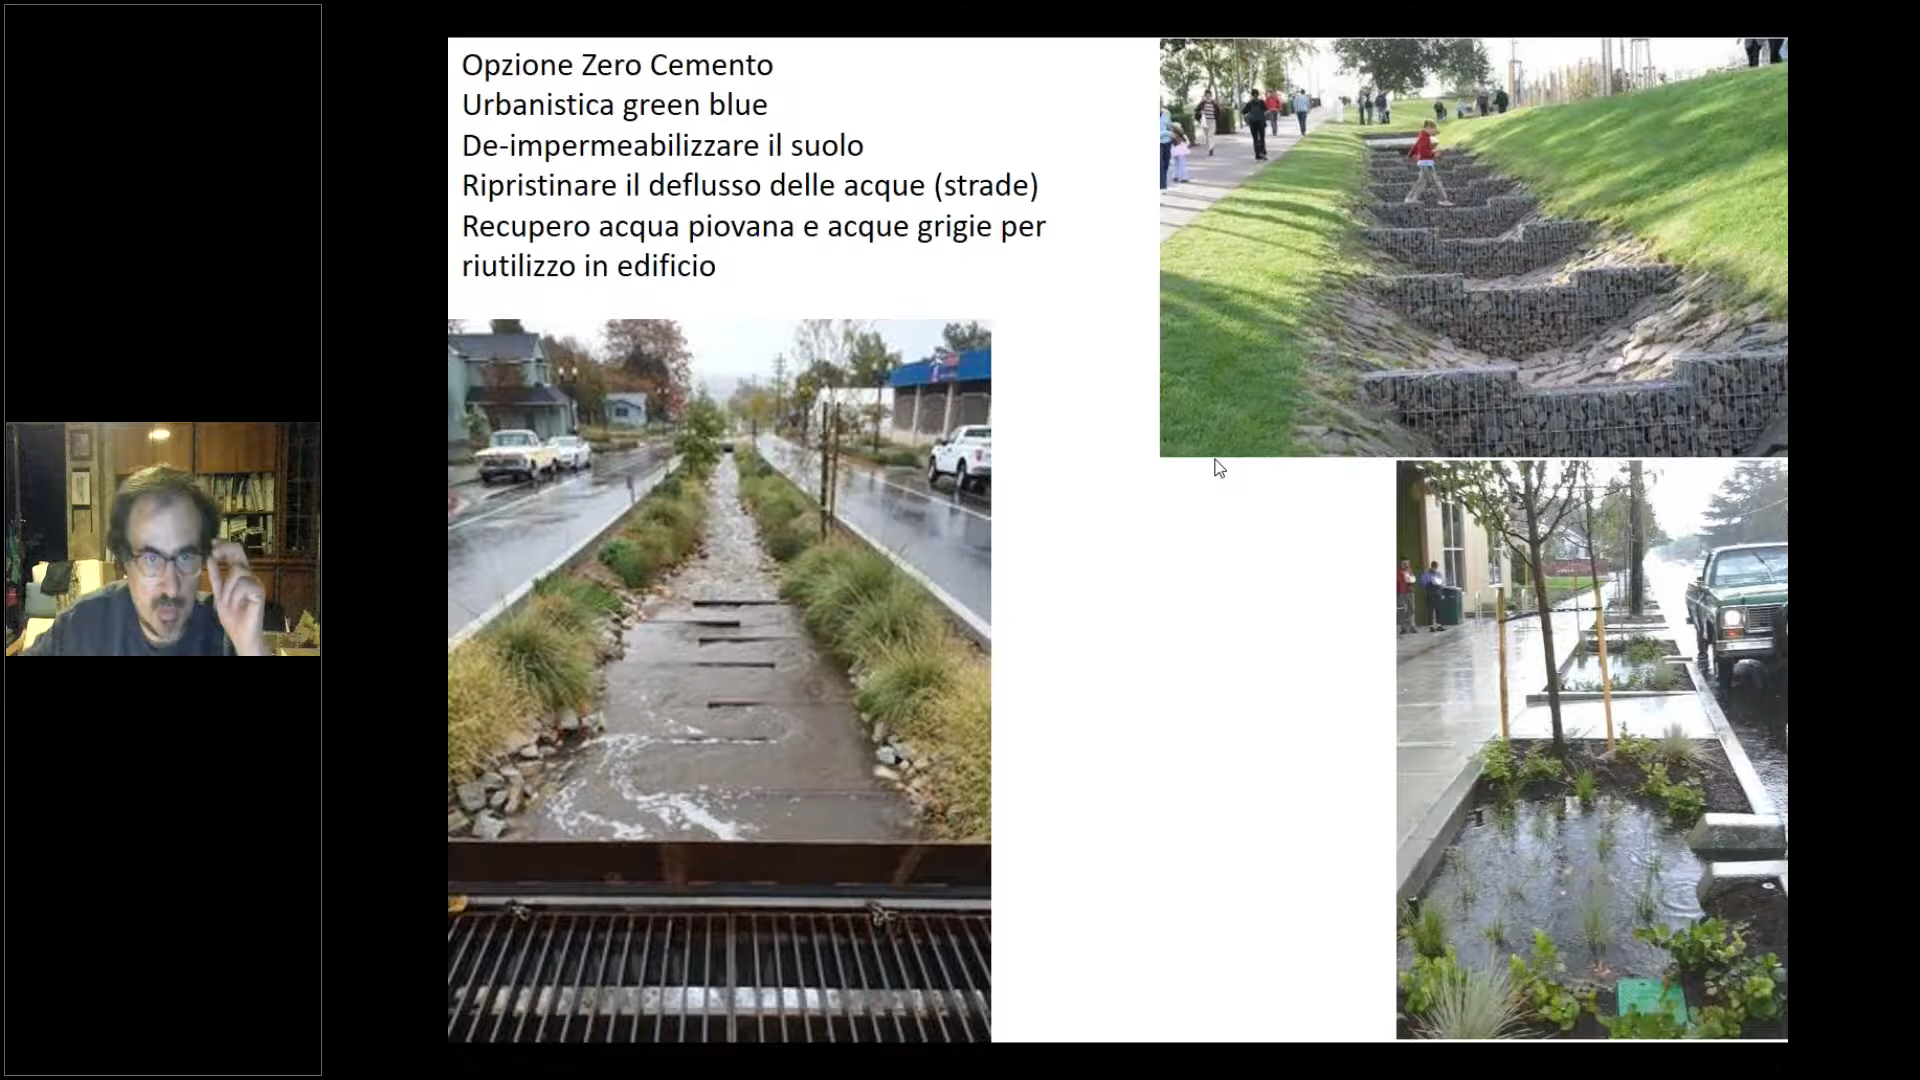 Opzione Zero Cemento
Urbanistica green blue
De-impermeabilizzare il suolo
Ripristinare il deflusso delle acque (strade)
Recupero acqua piovana e acque grigie per
riutilizzo in edificio